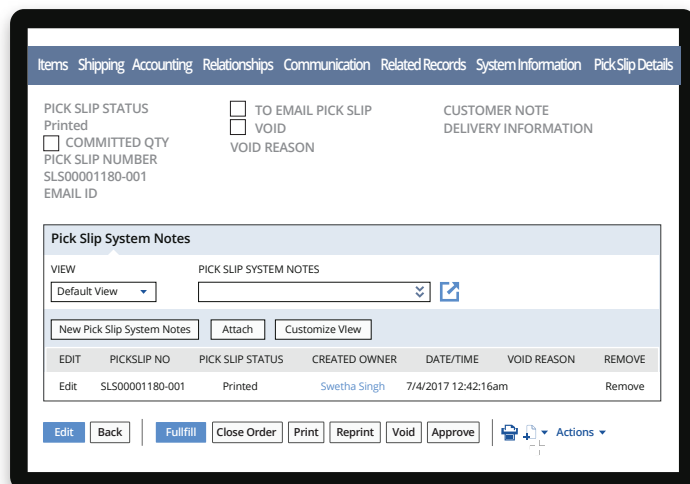 Items Shipping Accounting Relationships Communication Related Records System Information Pick Slip Details
PICK SLIP STATUS
Printed
COMMITTED QTY
PICK SLIP NUMBER
SLS00001180-001
EMAIL ID
TO EMAIL PICK SLIP
VOID
VOID REASON
CUSTOMER NOTE
DELIVERY INFORMATION
Pick Slip System Notes
VIEW PICK SLIP SYSTEM NOTES
Default View
New Pick Slip System Notes Attach Customize VIew
EDIT PICKSLIP NO PICK SLIP STATUS CREATED OWNER DATE/TIME VOID REASON REMOVE
Edit SLS00001180-001 Printed Swetha Singh 7/4/2017 12:42:16am Remove
Edit Back Fullfill Close Order Print Reprint Void Approve Actions